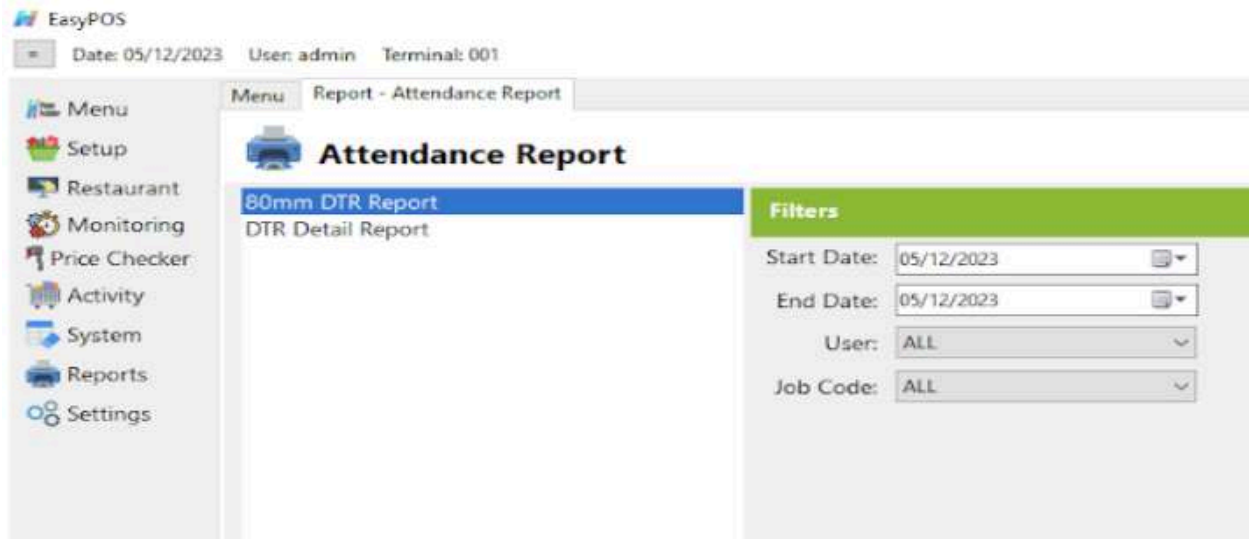 EasyPOS
= Date: 05/12/2023 User: admin Terminal: 001
Menu
Setup
Restaurant
Monitoring
Price Checker
Activity
System
Reports
Settings
Menu Report - Attendance Report
Attendance Report
80mm DTR Report
DTR Detail Report
Filters
Start Date: 05/12/2023
End Date: 05/12/2023
User: ALL
Job Code: ALL